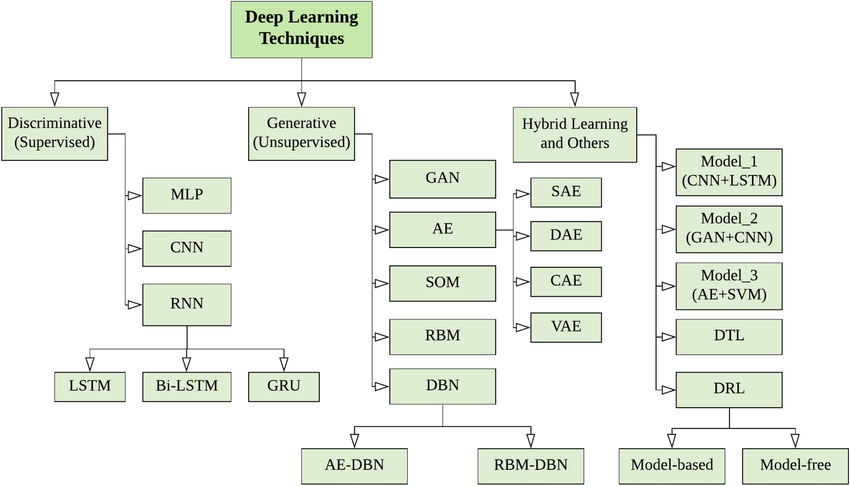 Deep Learning
Techniques
Discriminative
(Supervised)
MLP
CNN
RNN
LSTM
Bi-LSTM
GRU
Generative
(Unsupervised)
GAN
AE
SAE
DAE
CAE
VAE
SOM
RBM
DBN
AE-DBN
RBM-DBN
Hybrid Learning
and Others
Model_1
(CNN+LSTM)
Model_2
(GAN+CNN)
Model_3
(AE+SVM)
DTL
DRL
Model-based
Model-free